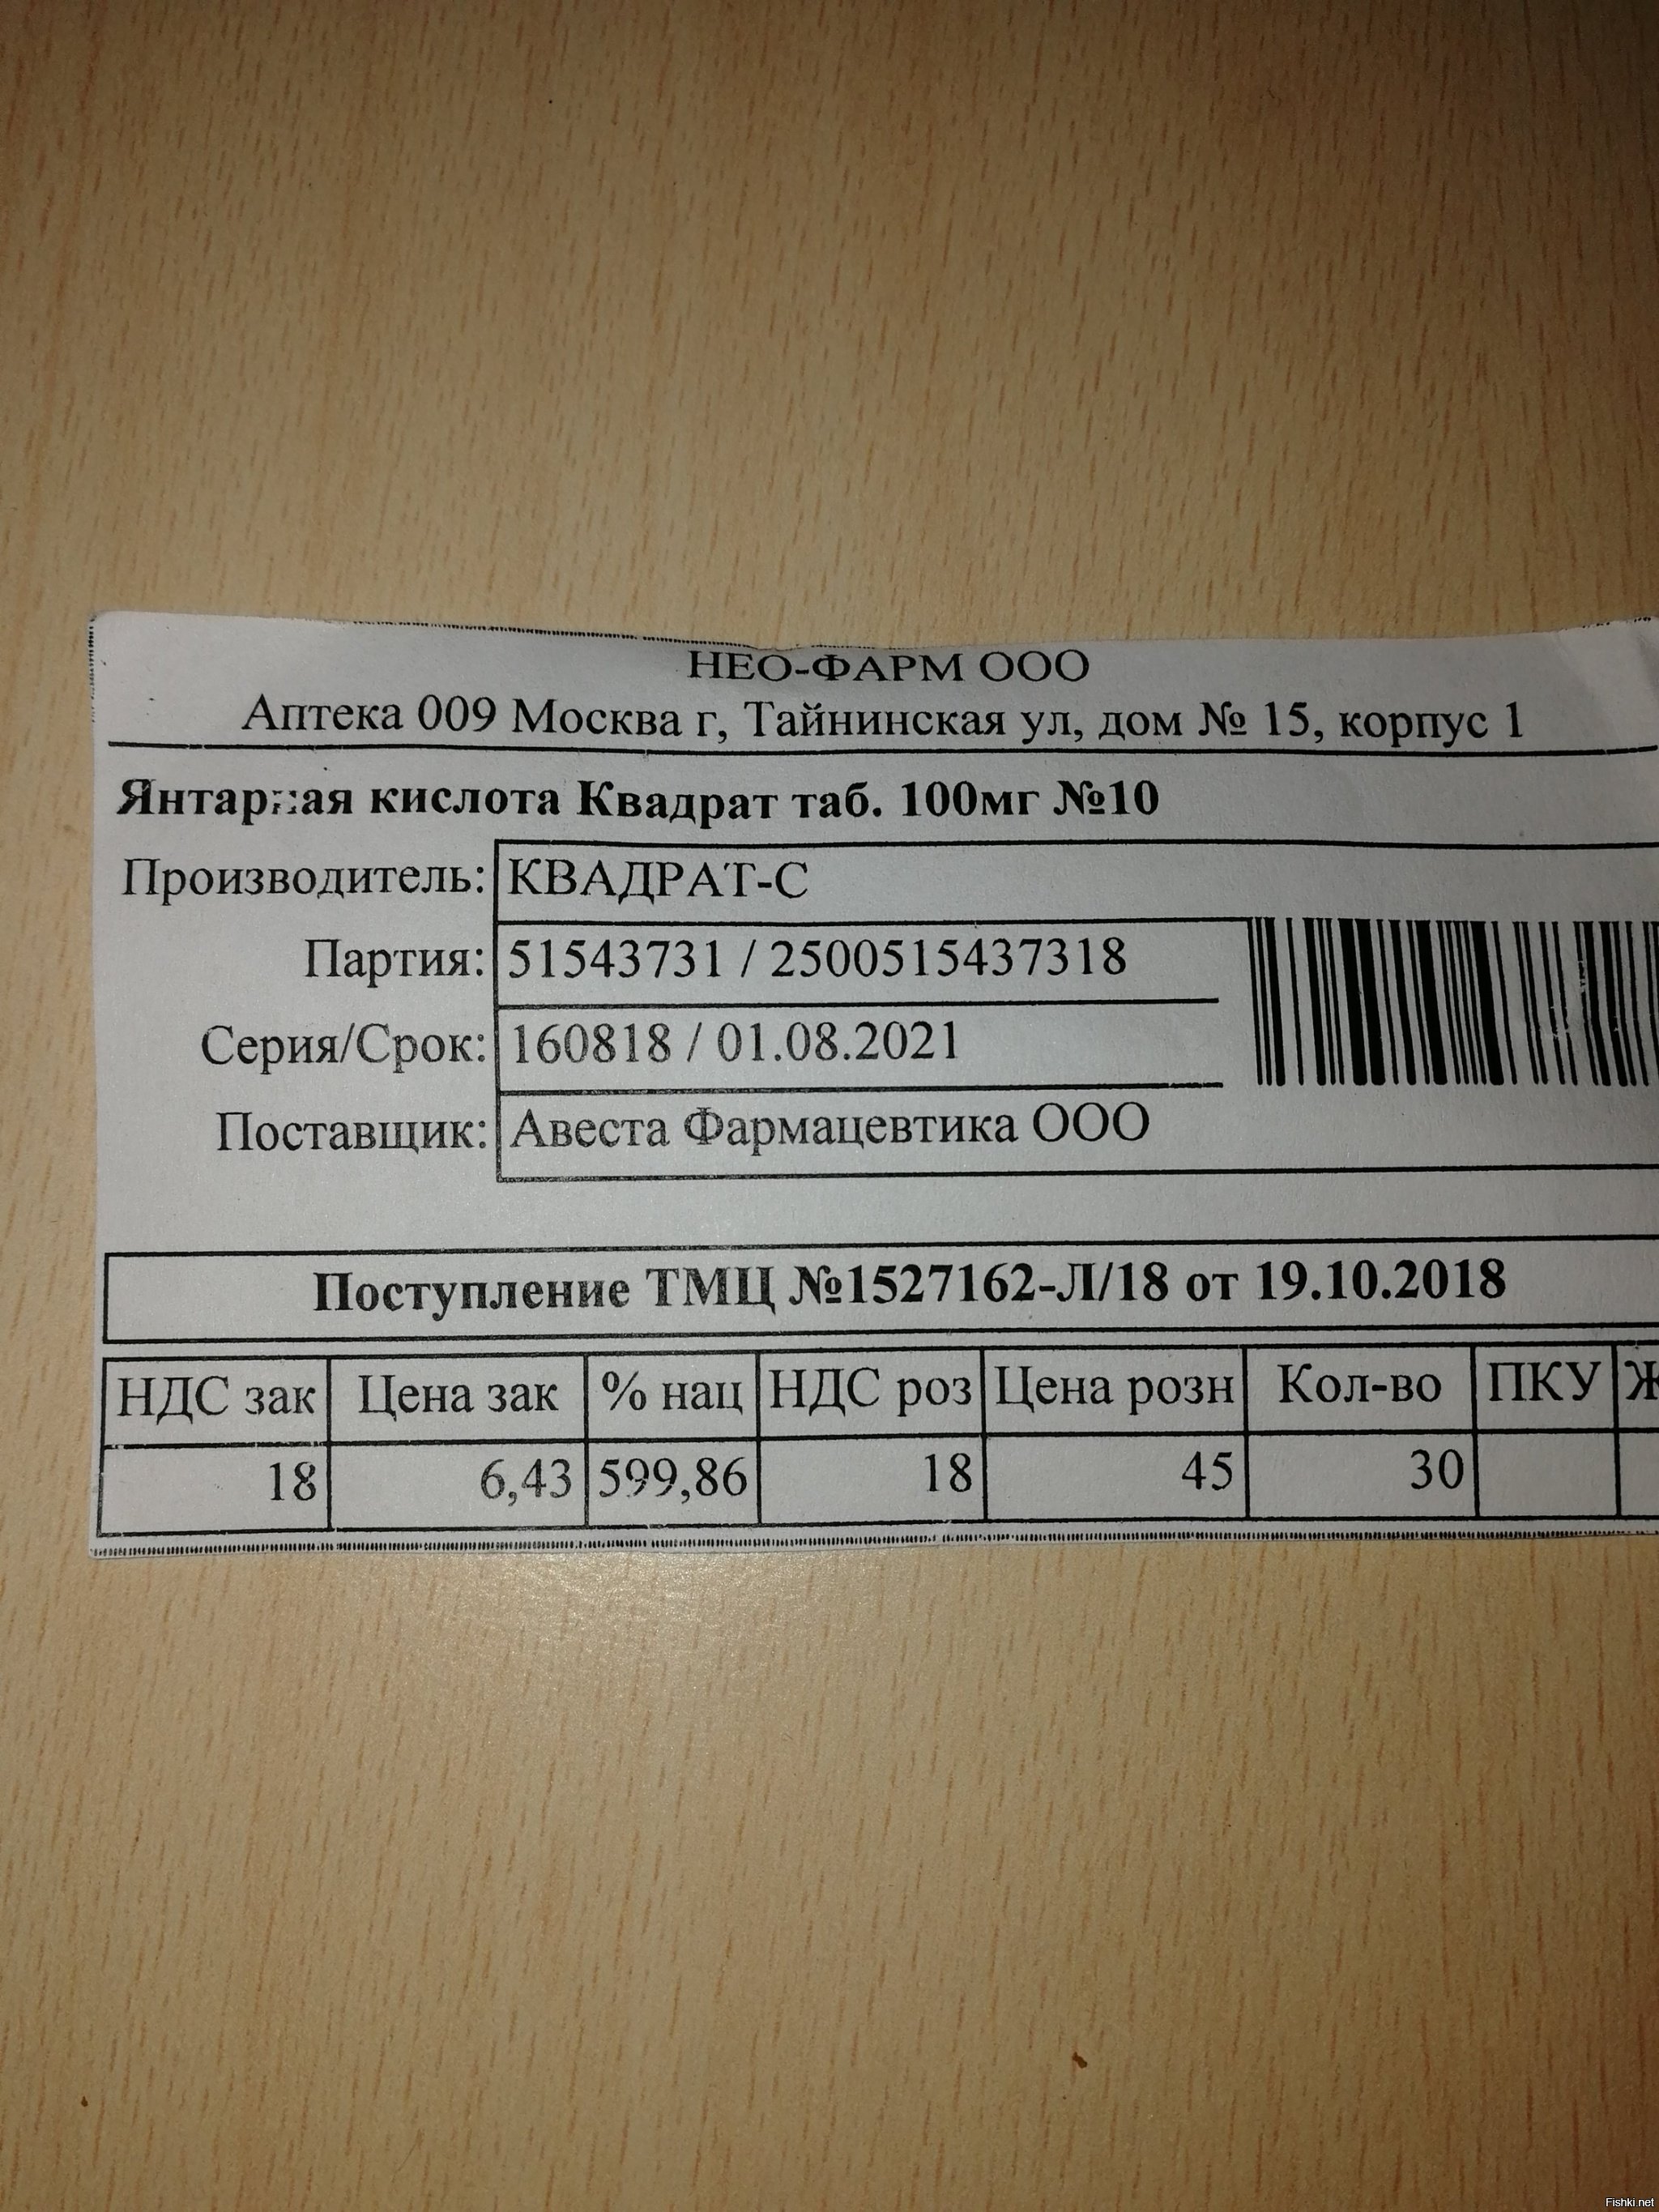 НЕО-ФАРМ ООО
Аптека 009 Москва г, Тайнинская ул, дом № 15, корпус 1
Янтарная кислота Квадрат таб. 100мг №10
Производитель: КВАДРАТ-С
Партия: 51543731 / 2500515437318
Серия/Срок: 160818 / 01.08.2021
Поставщик: Авеста Фармацевтика ООО
Поступление ТМЦ №1527162-Л/18 от 19.10.2018
НДС зак Цена зак % нац НДС роз Цена розн Кол-во ПКУ Ж
18 6,43 599,86 18 45 30
Fishki.net